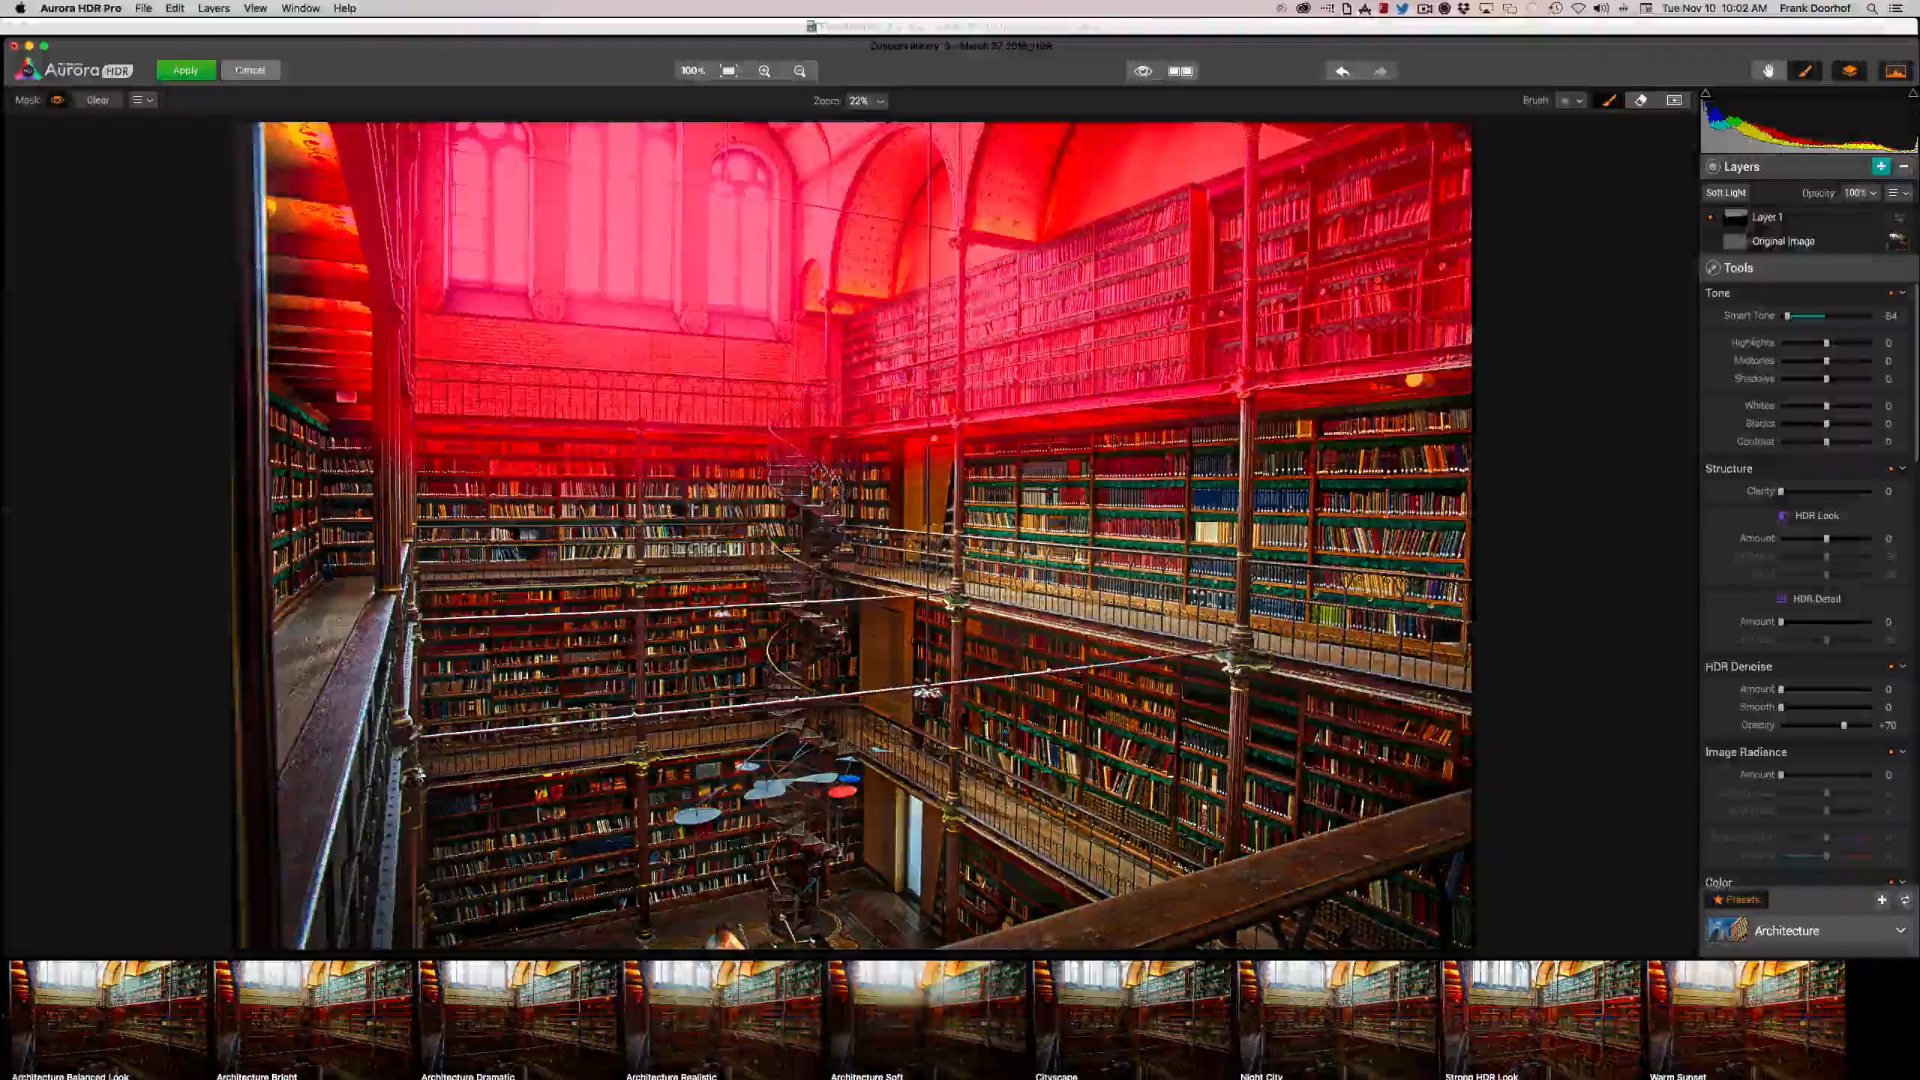 Aurora HDR Pro File Edit Layers View Window Help
Tue Nov 10 10:02 AM Frank Doorhof
Aurora HDR
Apply Cancel
100%
Mask: Clear
Zoom: 22%
Brush
Layers
Soft Light Opacity: 100%
Layer 1
Original Image
Tools
Tone
Smart Tone -84
Highlights 0
Midtones 0
Shadows 0
Whites 0
Blacks 0
Contrast 0
Structure
Clarity 0
HDR Look
Amount 0
HDR Detail
Amount 0
HDR Denoise
Amount 0
Smooth 0
Opacity +70
Image Radiance
Amount 0
Color
Presets
Architecture
Architecture Balanced Look
Architecture Bright
Architecture Dramatic
Architecture Realistic
Architecture Soft
Cityscape
Night City
Strong HDR Look
Warm Sunset